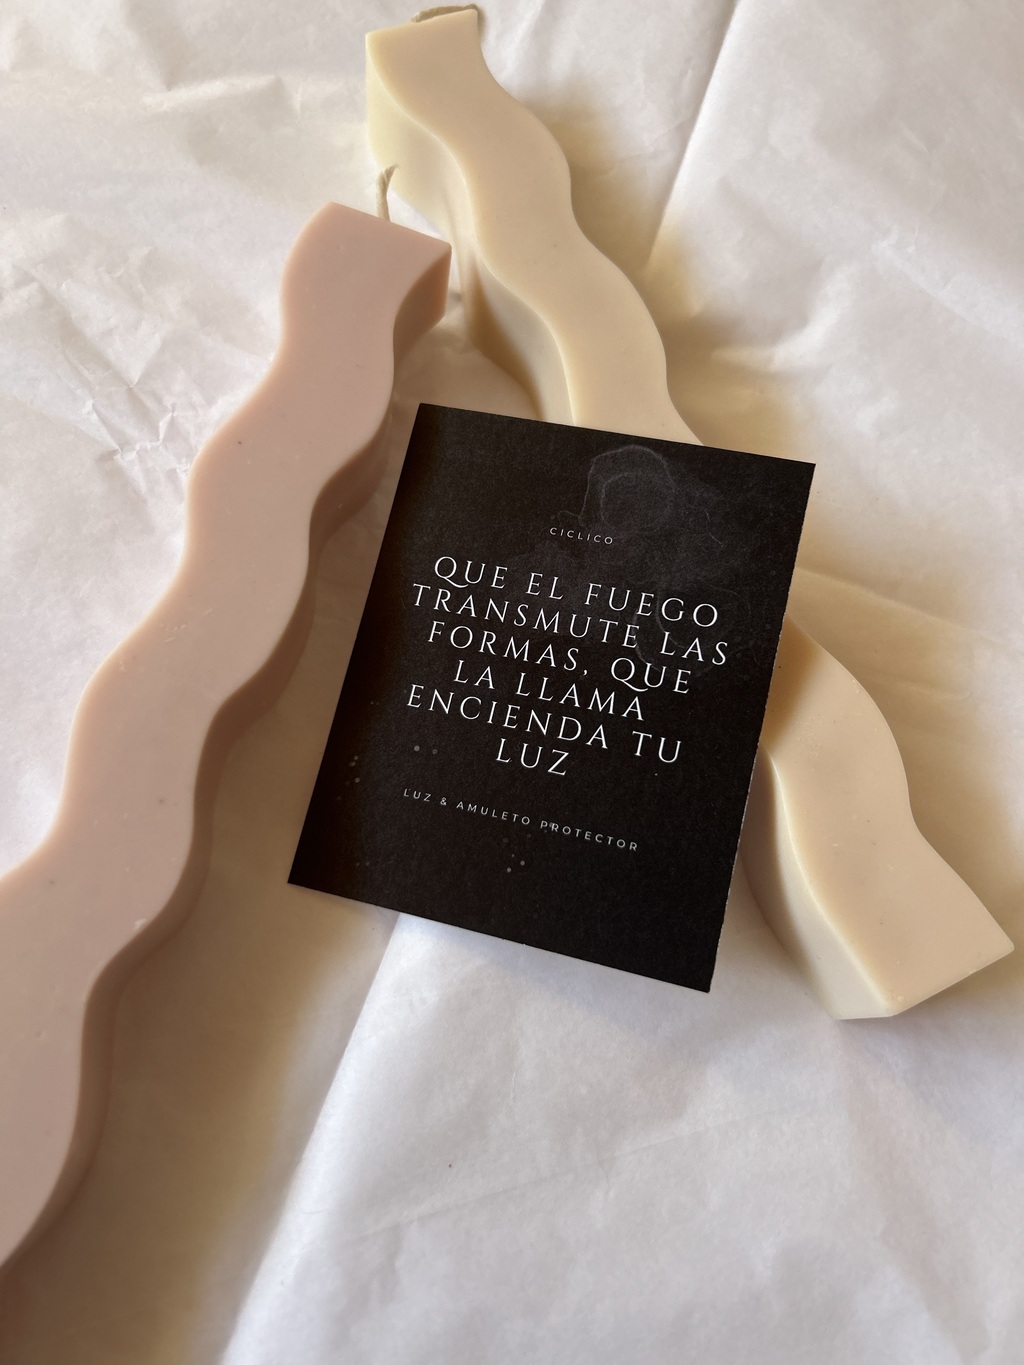 CICLICO
QUE EL FUEGO
TRANSMUTE LAS
FORMAS, QUE
LA LLAMA
ENCIENDA TU
LUZ
LUZ & AMULETO PROTECTOR